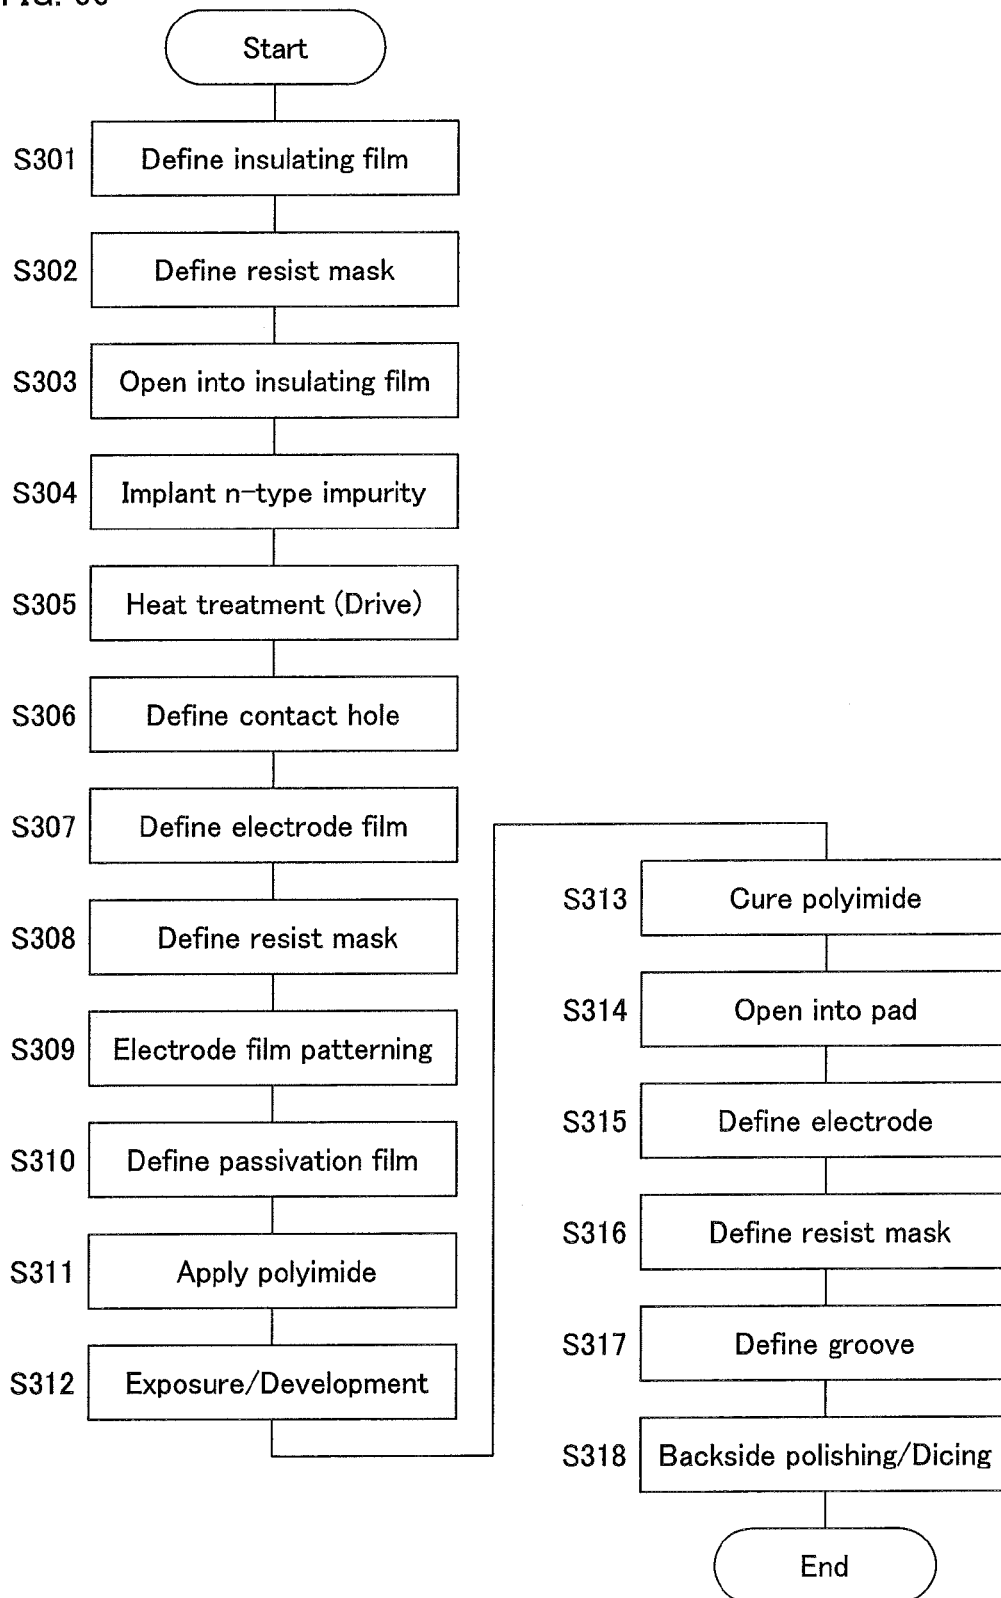 Start
S301 Define insulating film
S302 Define resist mask
S303 Open into insulating film
S304 Implant n-type impurity
S305 Heat treatment (Drive)
S306 Define contact hole
S307 Define electrode film
S308 Define resist mask
S309 Electrode film patterning
S310 Define passivation film
S311 Apply polyimide
S312 Exposure/Development
S313 Cure polyimide
S314 Open into pad
S315 Define electrode
S316 Define resist mask
S317 Define groove
S318 Backside polishing/Dicing
End